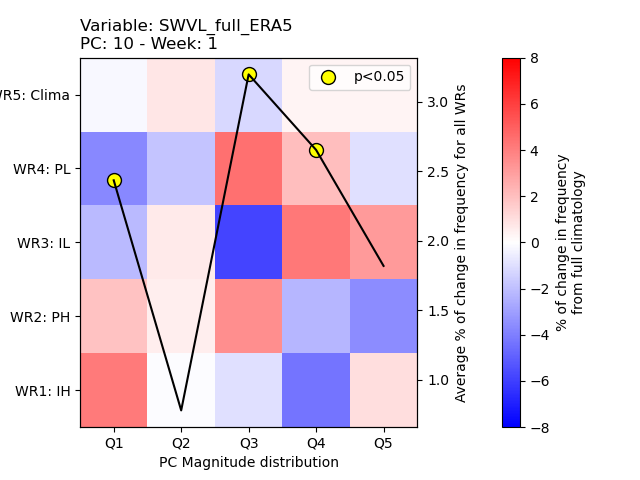 Variable: SWVL_full_ERA5
PC: 10 - Week: 1
p<0.05
WR5: Clima
WR4: PL
WR3: IL
WR2: PH
WR1: IH
Q1 Q2 Q3 Q4 Q5
PC Magnitude distribution
3.0
2.5
2.0
1.5
1.0
Average % of change in frequency for all WRs
8
6
4
2
0
−2
−4
−6
−8
% of change in frequency
from full climatology